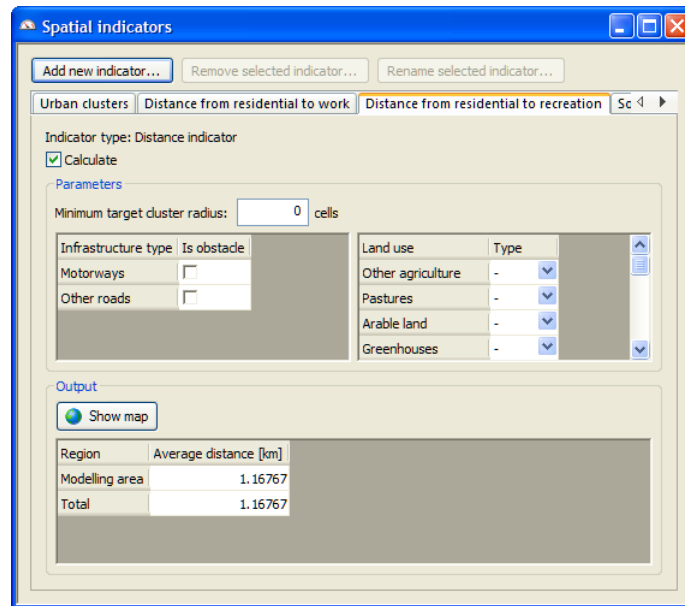 Spatial indicators
Add new indicator... Remove selected indicator... Rename selected indicator...
Urban clusters Distance from residential to work Distance from residential to recreation Sc
Indicator type: Distance indicator
Calculate
Parameters
Minimum target cluster radius: 0 cells
Infrastructure type Is obstacle Land use Type
Motorways Other agriculture -
Other roads Pastures -
Arable land -
Greenhouses -
Output
Show map
Region Average distance [km]
Modelling area 1.16767
Total 1.16767